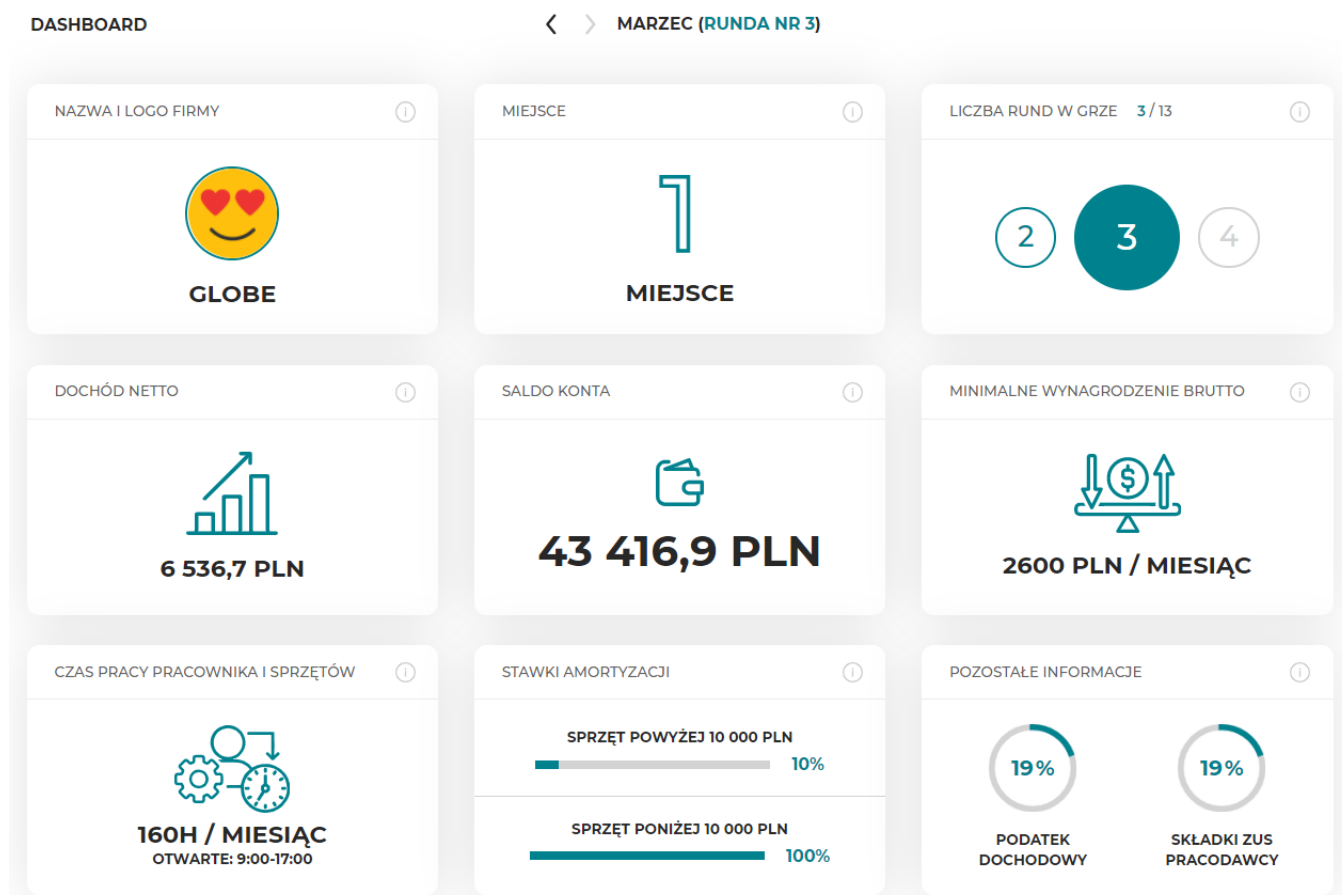 DASHBOARD
MARZEC (RUNDA NR 3)
NAZWA I LOGO FIRMY
GLOBE
MIEJSCE
1
MIEJSCE
LICZBA RUND W GRZE 3 / 13
2 3 4
DOCHÓD NETTO
6 536,7 PLN
SALDO KONTA
43 416,9 PLN
MINIMALNE WYNAGRODZENIE BRUTTO
$
2600 PLN / MIESIĄC
CZAS PRACY PRACOWNIKA I SPRZĘTÓW
160H / MIESIĄC
OTWARTE: 9:00-17:00
STAWKI AMORTYZACJI
SPRZĘT POWYŻEJ 10 000 PLN
10%
SPRZĘT PONIŻEJ 10 000 PLN
100%
POZOSTAŁE INFORMACJE
19%
PODATEK
DOCHODOWY
19%
SKŁADKI ZUS
PRACODAWCY